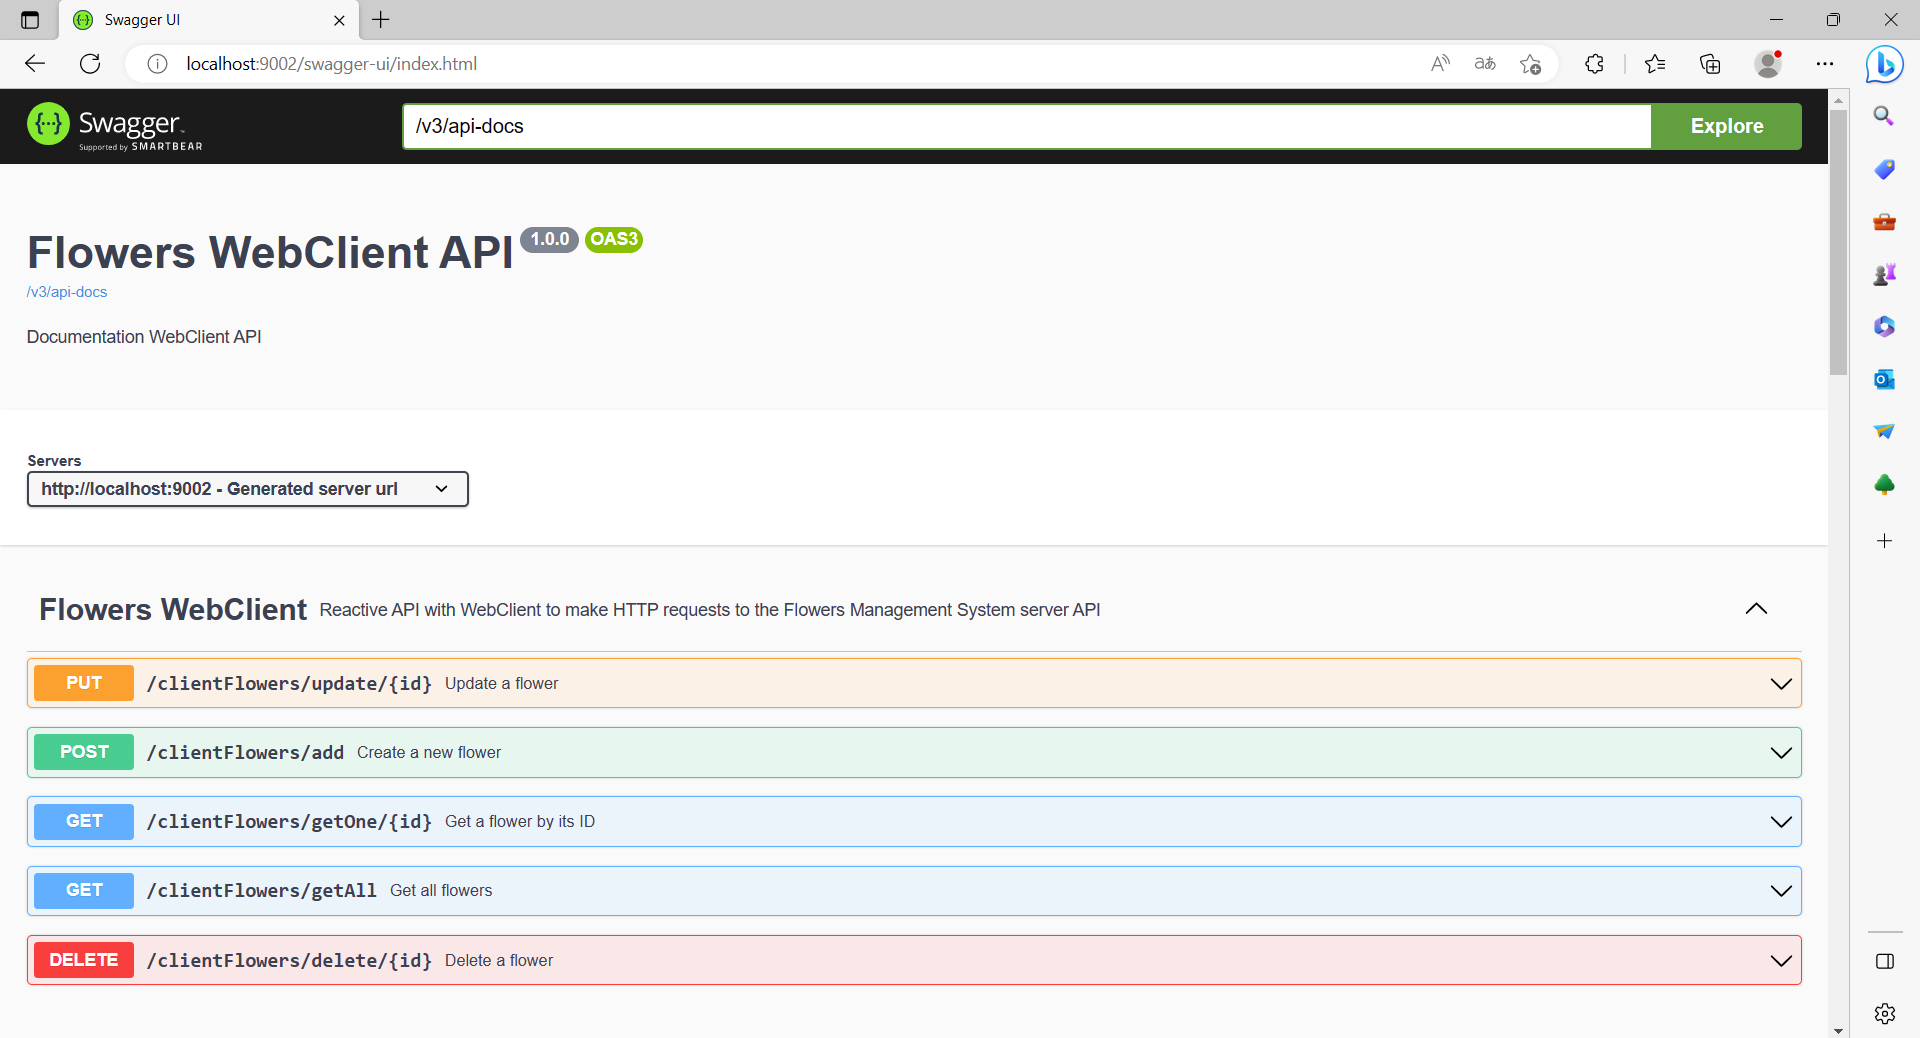 Swagger UI
localhost:9002/swagger-ui/index.html
Swagger
Supported by SMARTBEAR
/v3/api-docs
Explore
Flowers WebClient API 1.0.0 OAS3
/v3/api-docs
Documentation WebClient API
Servers
http://localhost:9002 - Generated server url
Flowers WebClient Reactive API with WebClient to make HTTP requests to the Flowers Management System server API
PUT /clientFlowers/update/{id} Update a flower
POST /clientFlowers/add Create a new flower
GET /clientFlowers/getOne/{id} Get a flower by its ID
GET /clientFlowers/getAll Get all flowers
DELETE /clientFlowers/delete/{id} Delete a flower